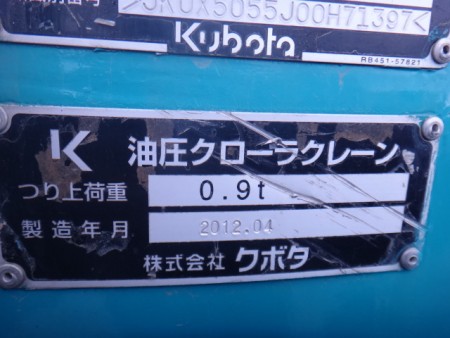 >JKUX5055J00H71397<
Kubota
RB451-57821
K 油圧クローラクレーン
つり上荷重 0.9t
製造年月 2012.04
株式会社 クボタ